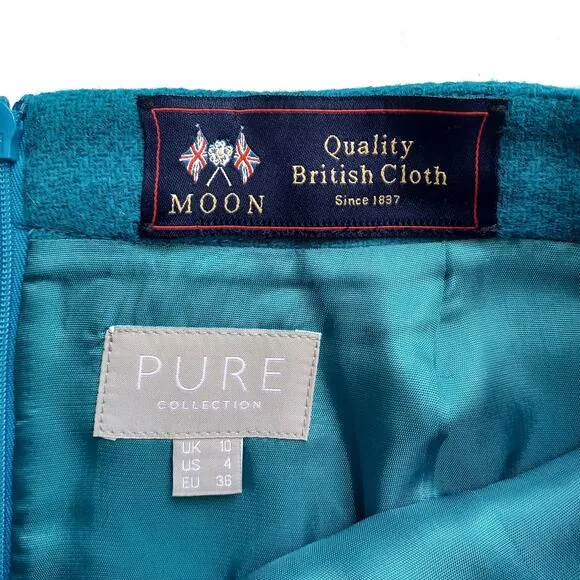 MOON
Quality
British Cloth
Since 1837
PURE
COLLECTION
UK 10
US 4
EU 36